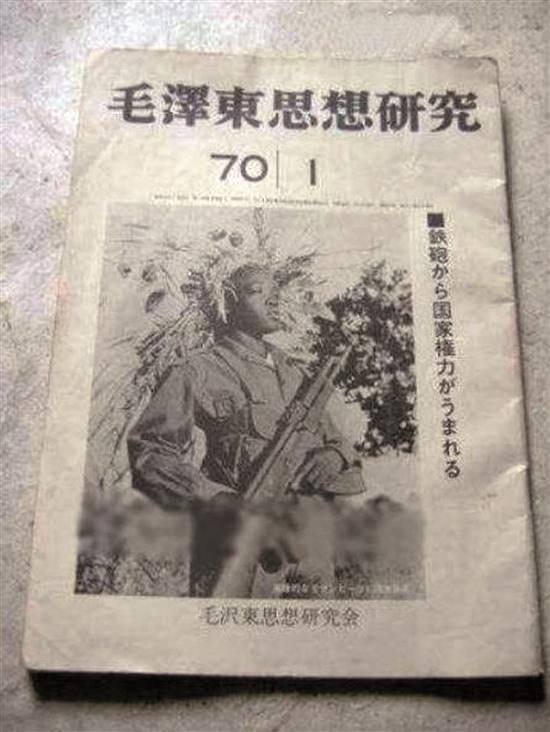 毛澤東思想研究
70 | 1
■鉄砲から国家権力がうまれる
毛沢東思想研究会